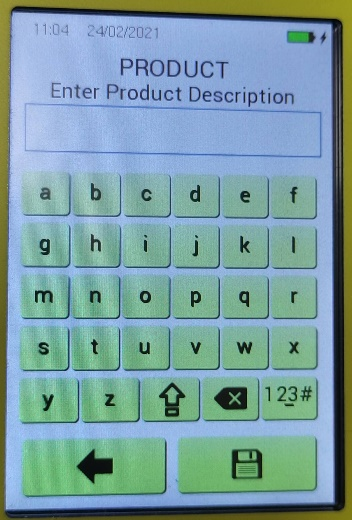 11:04 24/02/2021
PRODUCT
Enter Product Description
a b c d e f
g h i j k l
m n o p q r
s t u v w x
y z 123#